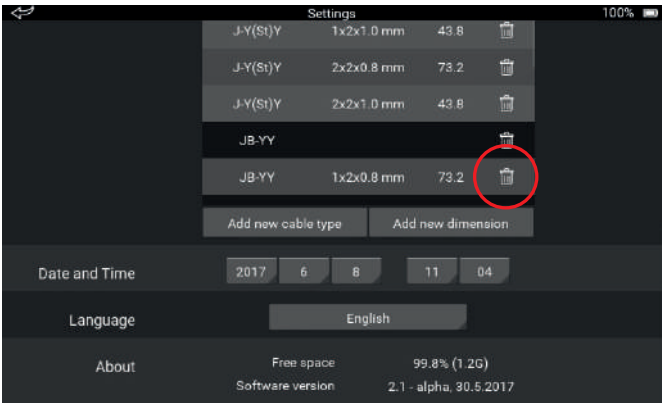 Settings 100%
J-Y(St)Y 1x2x1.0 mm 43.8
J-Y(St)Y 2x2x0.8 mm 73.2
J-Y(St)Y 2x2x1.0 mm 43.8
JB-YY
JB-YY 1x2x0.8 mm 73.2
Add new cable type Add new dimension
Date and Time 2017 6 8 11 04
Language English
About Free space 99.8% (1.2G)
Software version 2.1 - alpha, 30.5.2017